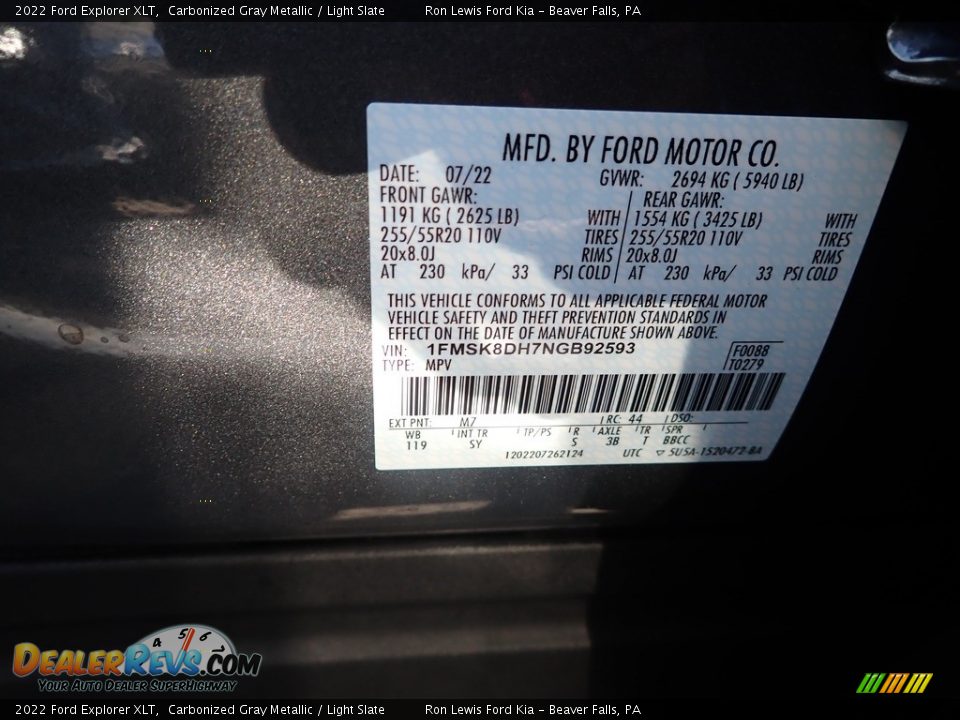 2022 Ford Explorer XLT, Carbonized Gray Metallic / Light Slate Ron Lewis Ford Kia - Beaver Falls, PA
MFD. BY FORD MOTOR CO.
DATE: 07/22 GVWR: 2694 KG ( 5940 LB)
FRONT GAWR: REAR GAWR:
1191 KG ( 2625 LB) WITH 1554 KG ( 3425 LB) WITH
255/55R20 110V TIRES 255/55R20 110V TIRES
20x8.0J RIMS 20x8.0J RIMS
AT 230 kPa/ 33 PSI COLD AT 230 kPa/ 33 PSI COLD
THIS VEHICLE CONFORMS TO ALL APPLICABLE FEDERAL MOTOR
VEHICLE SAFETY AND THEFT PREVENTION STANDARDS IN
EFFECT ON THE DATE OF MANUFACTURE SHOWN ABOVE.
VIN: 1FMSK8DH7NGB92593 F0088
TYPE: MPV T0279
EXT PNT: M7 RC: 44 DSO:
WB INT TR TP/PS R AXLE TR SPR
119 SY S 3B T BBCC
1202207262124 UTC ▽ 5U5A-1520472-BA
4 5 6
DealerRevs.com
Your Auto Dealer SuperHighway
2022 Ford Explorer XLT, Carbonized Gray Metallic / Light Slate Ron Lewis Ford Kia - Beaver Falls, PA